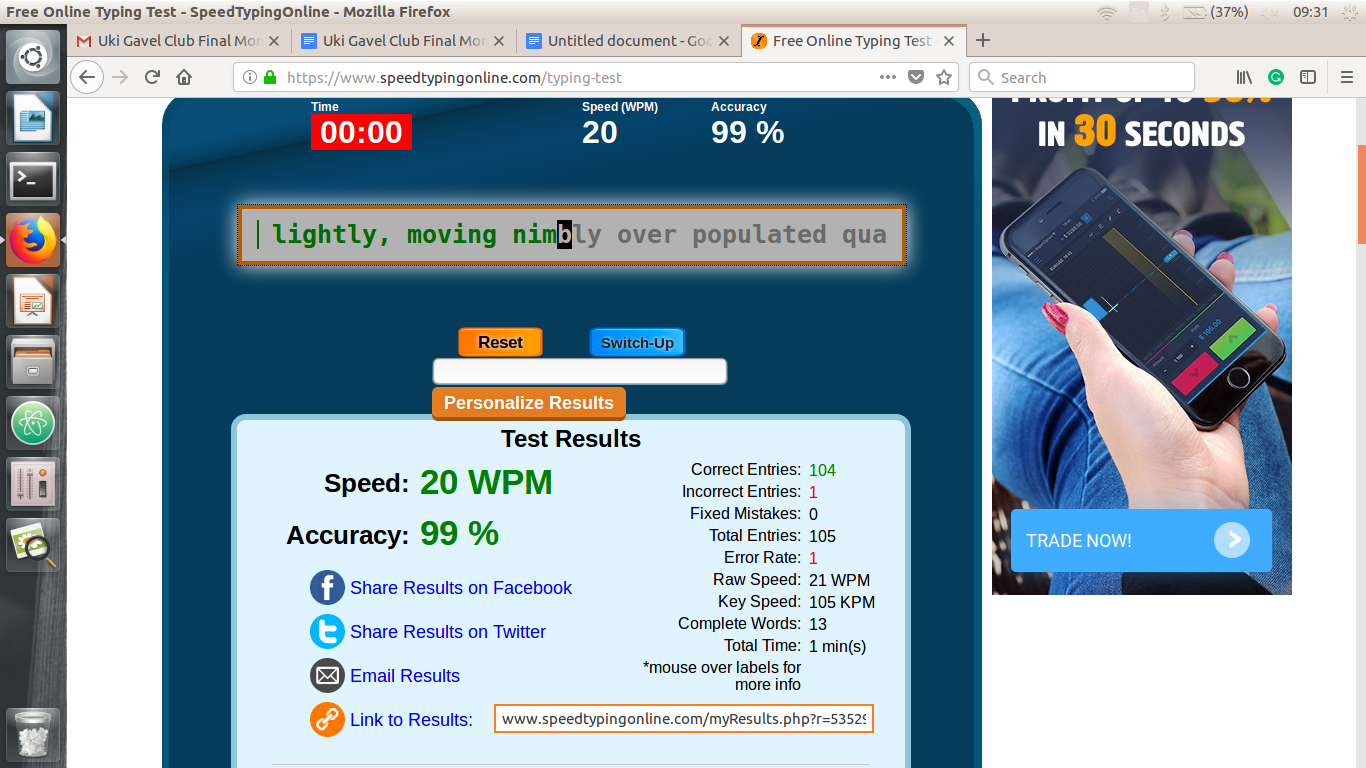 Free Online Typing Test - SpeedTypingOnline - Mozilla Firefox
(37%) 09:31
Uki Gavel Club Final Mor
Uki Gavel Club Final Mor
Untitled document - Goo
Free Online Typing Test
https://www.speedtypingonline.com/typing-test
Search
Time Speed (WPM) Accuracy
00:00 20 99 %
IN 30 SECONDS
lightly, moving nimbly over populated qua
Reset Switch-Up
Personalize Results
Test Results
Speed: 20 WPM
Accuracy: 99 %
Share Results on Facebook
Share Results on Twitter
Email Results
Link to Results: www.speedtypingonline.com/myResults.php?r=5352
Correct Entries: 104
Incorrect Entries: 1
Fixed Mistakes: 0
Total Entries: 105
Error Rate: 1
Raw Speed: 21 WPM
Key Speed: 105 KPM
Complete Words: 13
Total Time: 1 min(s)
*mouse over labels for
more info
TRADE NOW!